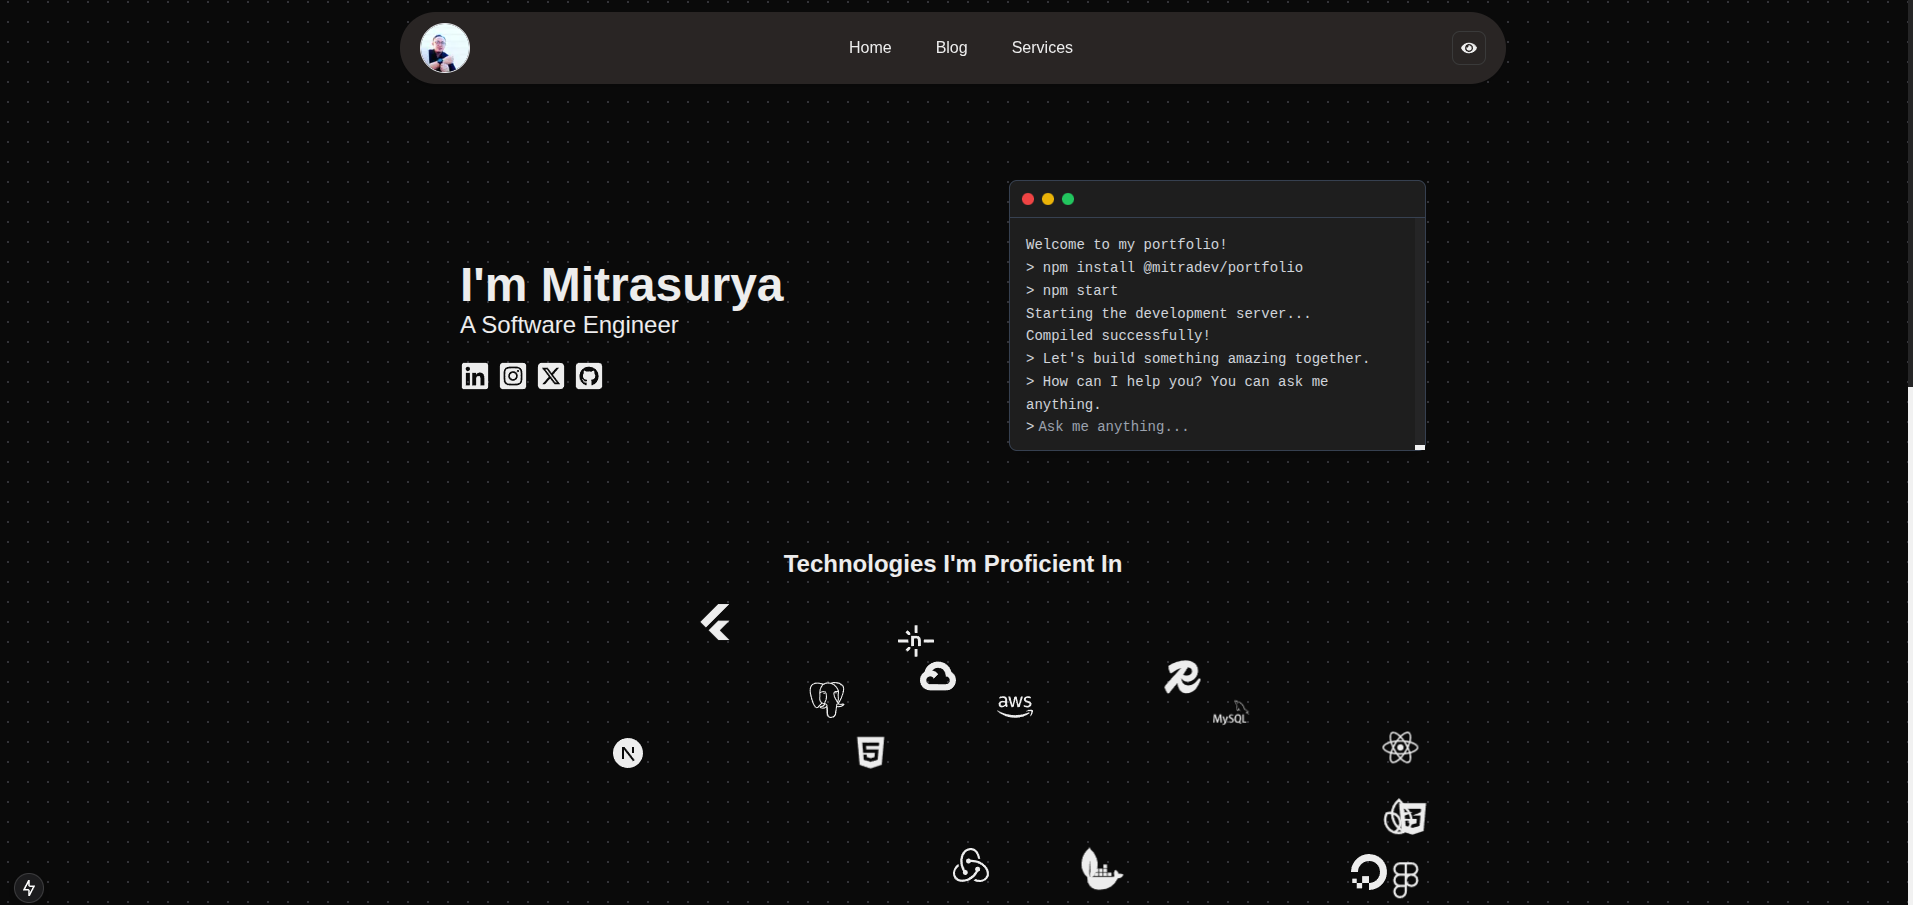 Home
Blog
Services
Welcome to my portfolio!
> npm install @mitradev/portfolio
> npm start
Starting the development server...
Compiled successfully!
> Let's build something amazing together.
> How can I help you? You can ask me
anything.
> Ask me anything...
I'm Mitrasurya
A Software Engineer
in
X
Technologies I'm Proficient In
n
aws
MySQL
N
5